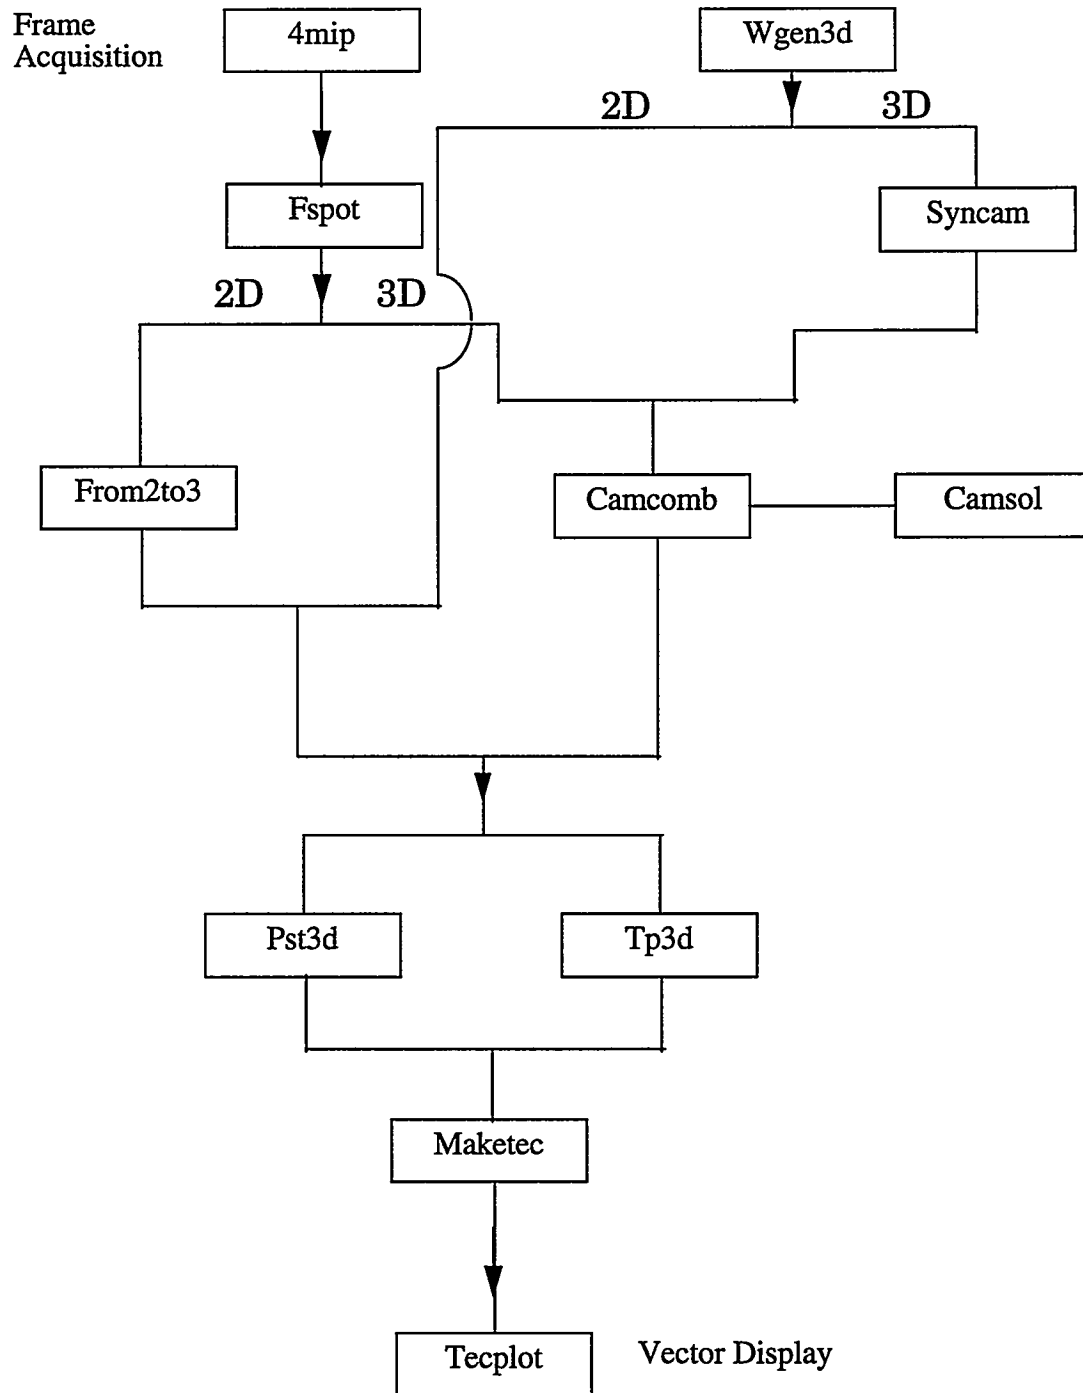 Frame
Acquisition
4mip
Wgen3d
2D
3D
Fspot
Syncam
2D
3D
From2to3
Camcomb
Camsol
Pst3d
Tp3d
Maketec
Tecplot
Vector Display